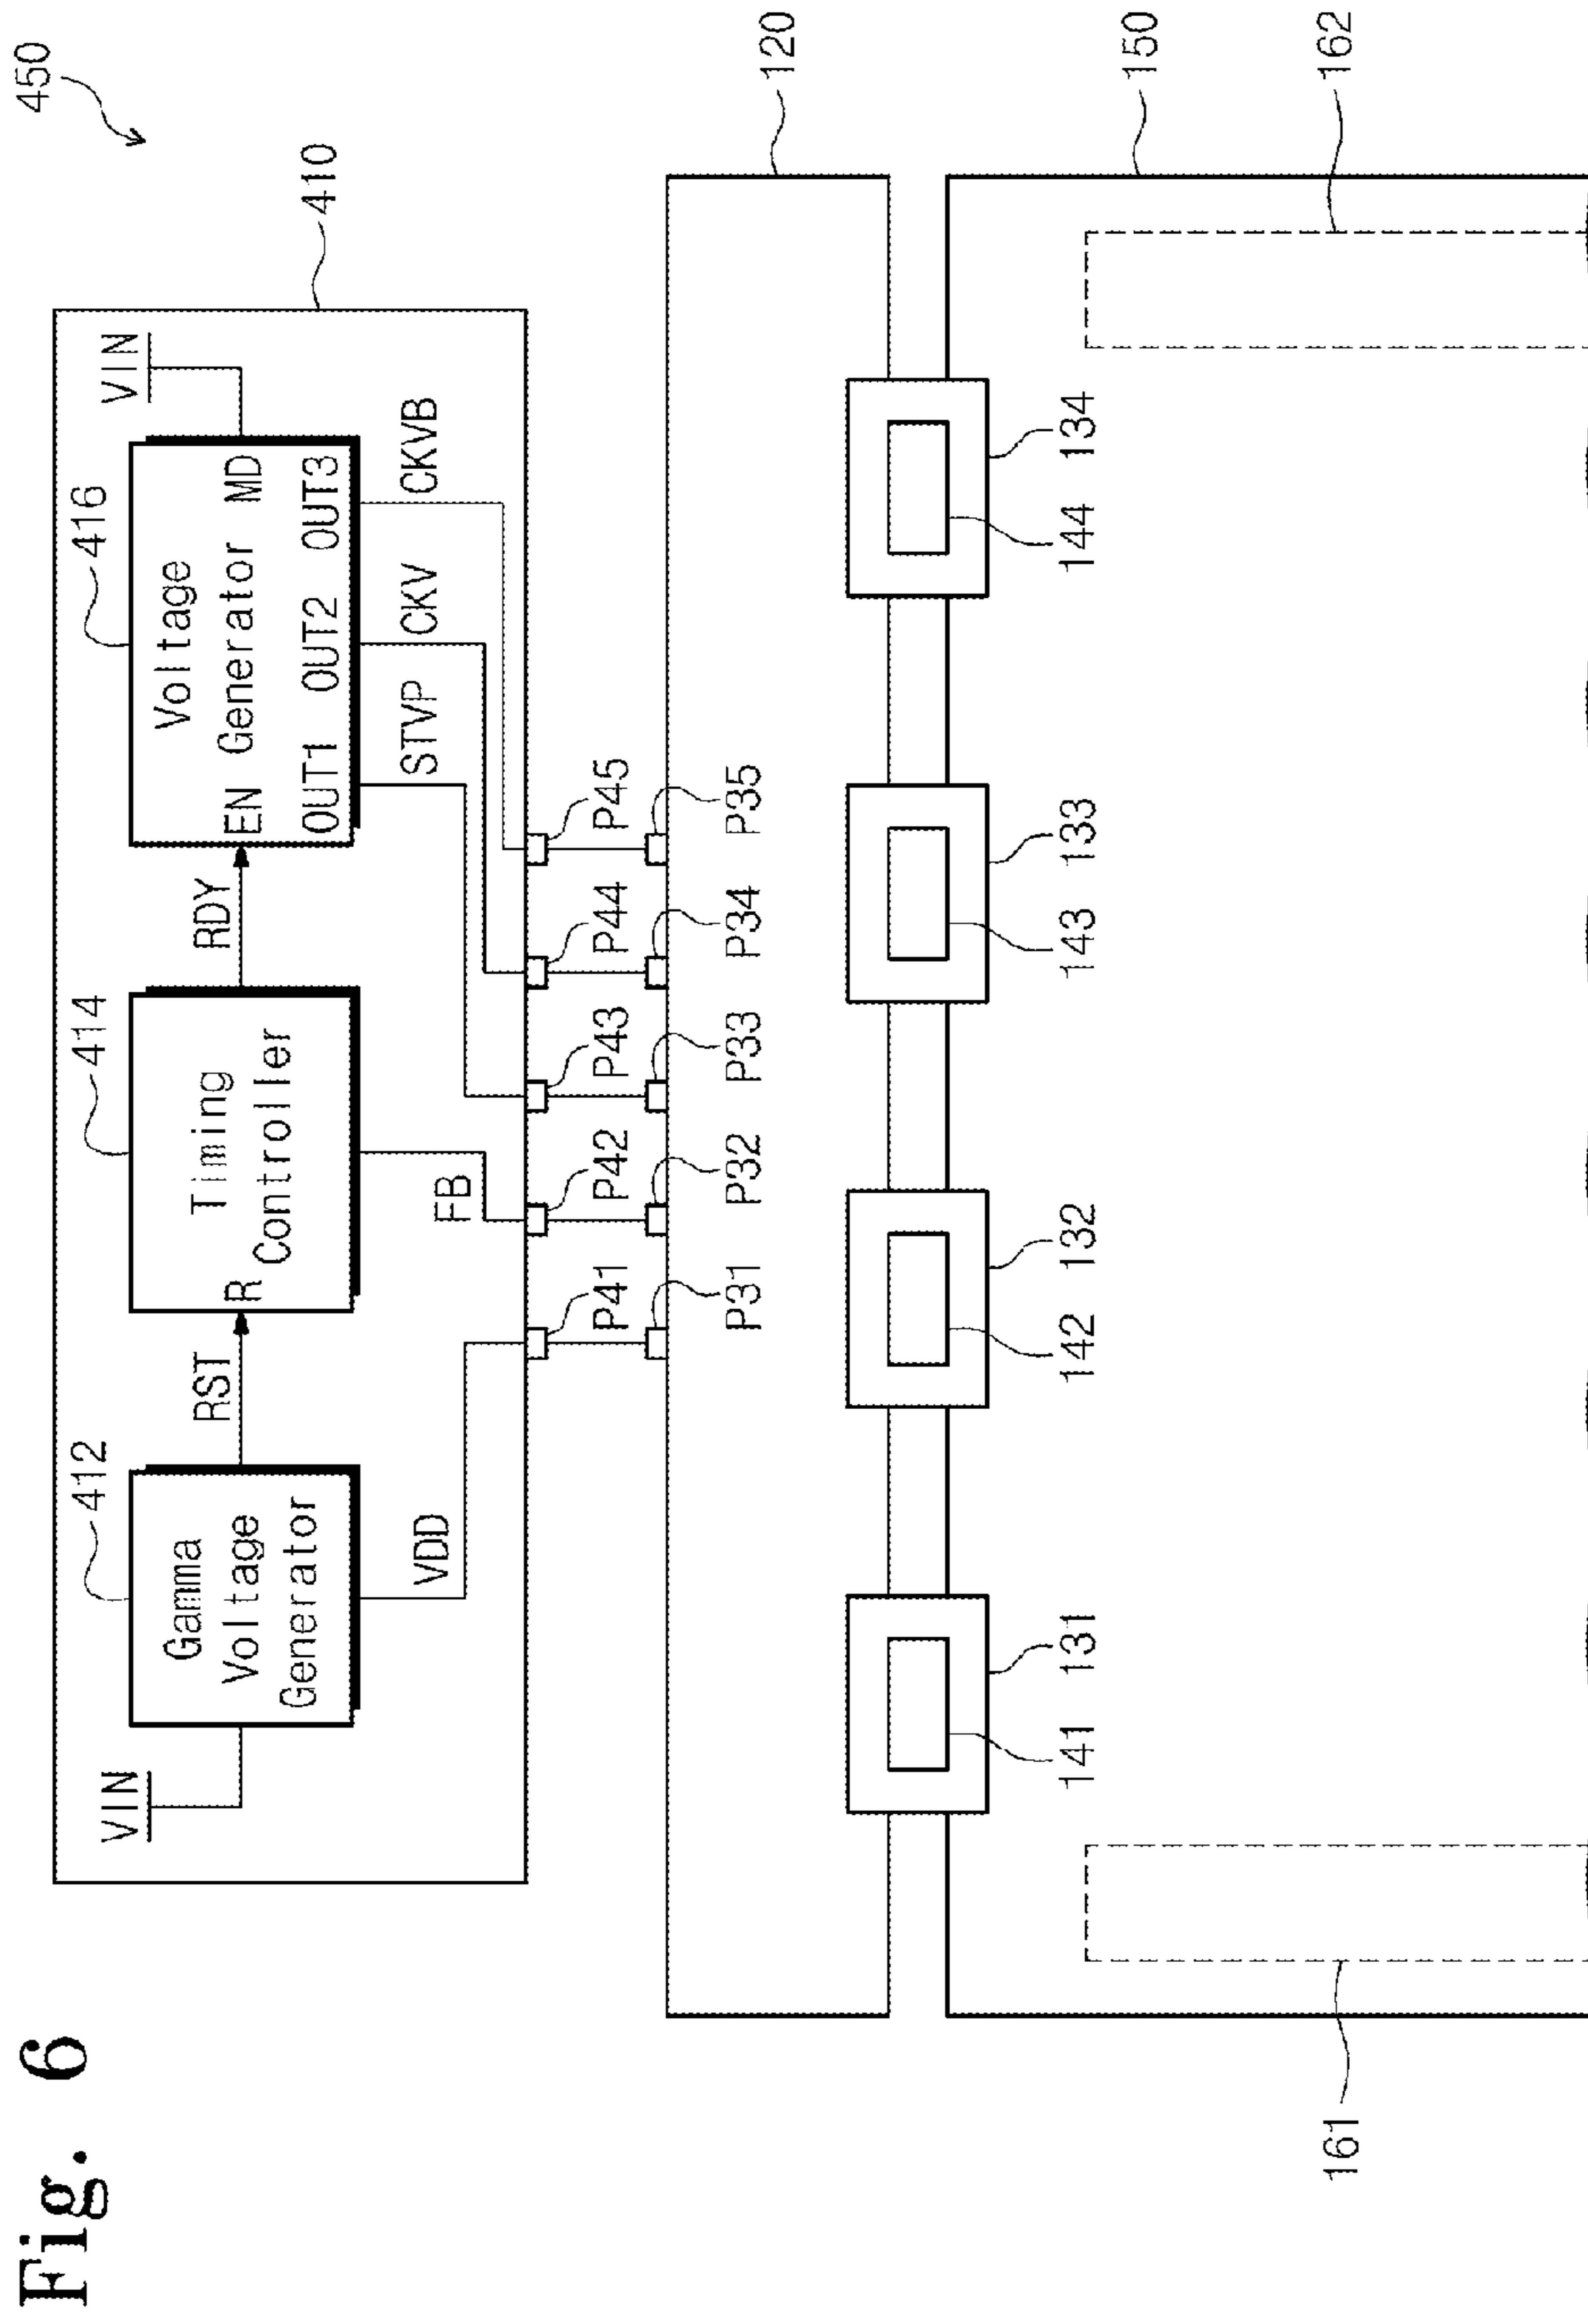 Fig. 6
450
410
412
414
416
VIN
VIN
Gamma
Voltage
Generator
RST
R
Timing
Controller
RDY
Voltage
EN Generator MD
OUT1 OUT2 OUT3
VDD
FB
STVP
CKV
CKVB
P41
P42
P43
P44
P45
P31
P32
P33
P34
P35
120
141 131
142 132
143 133
144 134
150
161
162